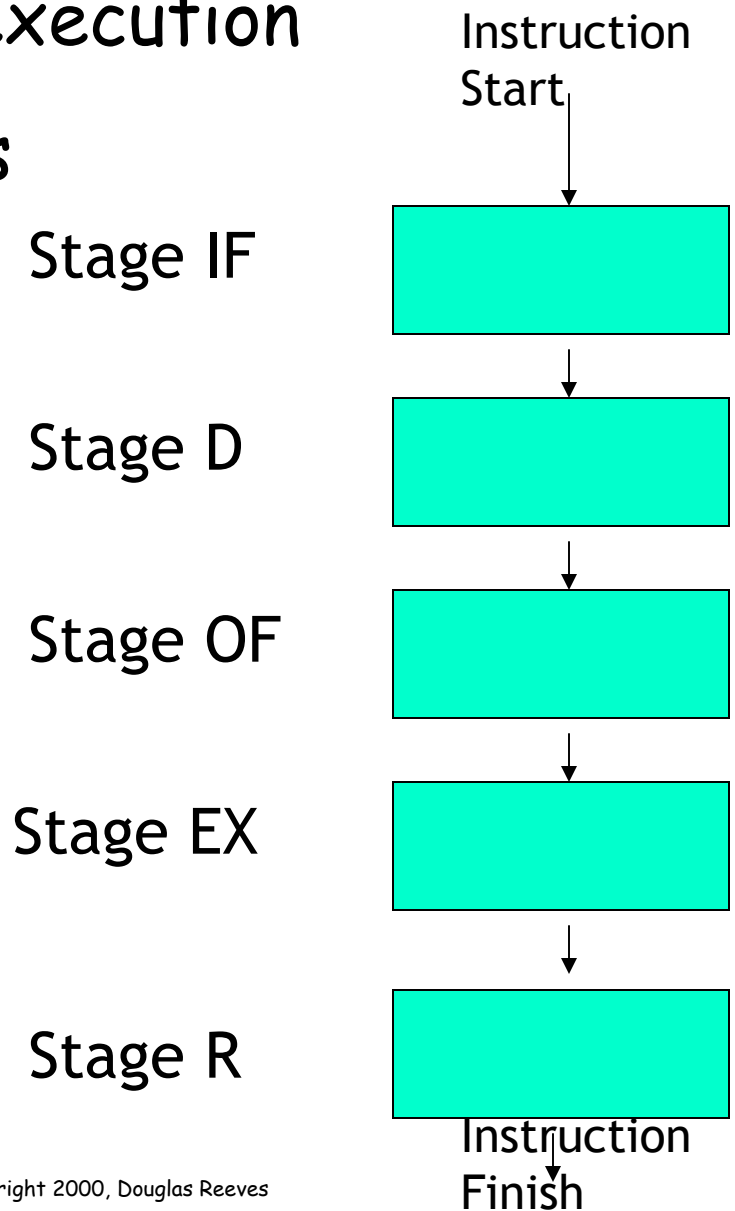 xecution
s
Instruction
Start
Stage IF
Stage D
Stage OF
Stage EX
Stage R
Instruction
Finish
right 2000, Douglas Reeves